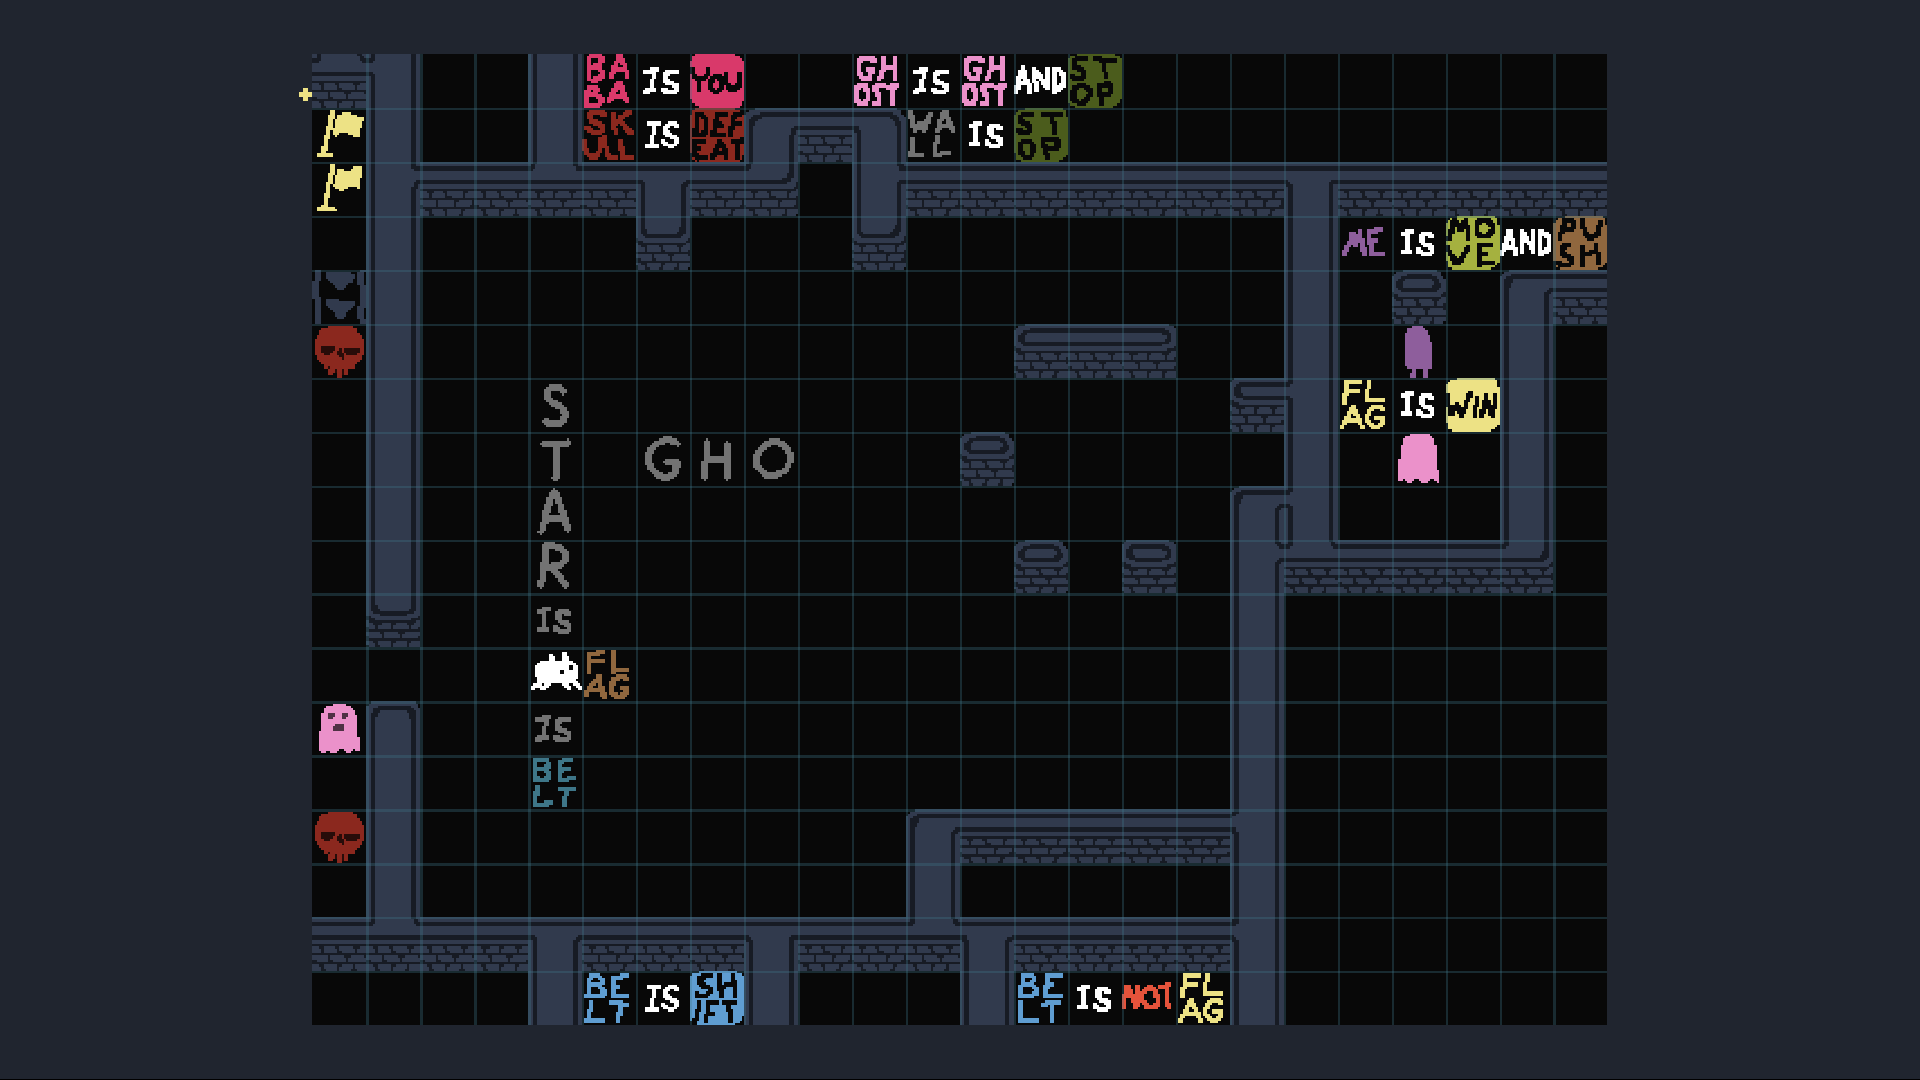 BABA IS YOU
GHOST IS GHOST AND STOP
SKULL IS DEFEAT
WALL IS STOP
ME IS MOVE AND PUSH
FLAG IS WIN
S
T G H O
A
R
IS
FLAG
IS
BELT
BELT IS SHIFT
BELT IS NOT FLAG